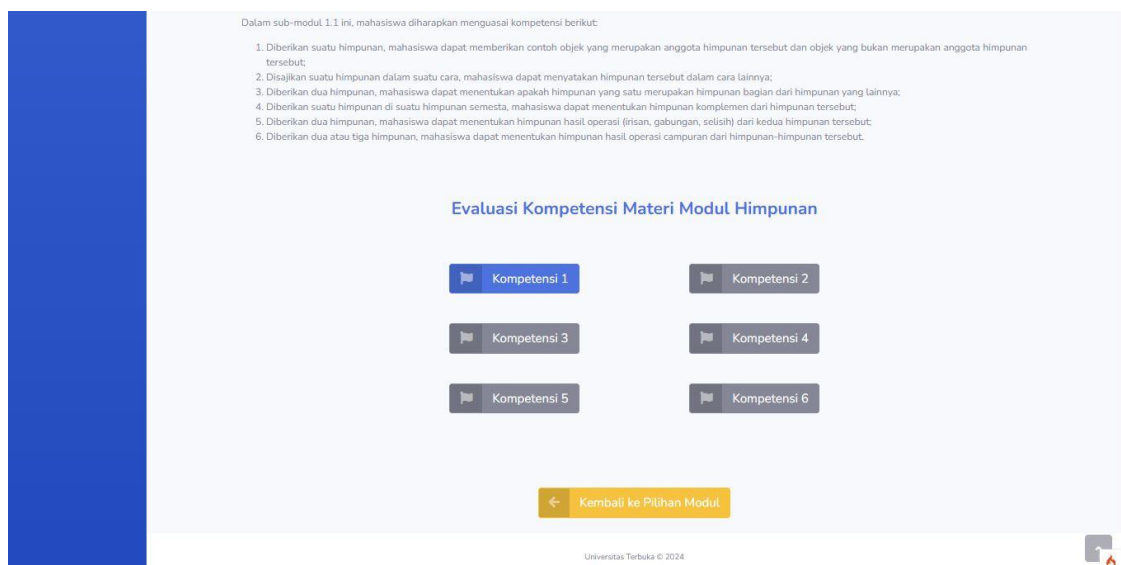 Dalam sub-modul 1.1 ini, mahasiswa diharapkan menguasai kompetensi berikut:
1. Diberikan suatu himpunan, mahasiswa dapat memberikan contoh objek yang merupakan anggota himpunan tersebut dan objek yang bukan merupakan anggota himpunan
tersebut;
2. Disajikan suatu himpunan dalam suatu cara, mahasiswa dapat menyatakan himpunan tersebut dalam cara lainnya;
3. Diberikan dua himpunan, mahasiswa dapat menentukan apakah himpunan yang satu merupakan himpunan bagian dari himpunan yang lainnya;
4. Diberikan suatu himpunan di suatu himpunan semesta, mahasiswa dapat menentukan himpunan komplemen dari himpunan tersebut;
5. Diberikan dua himpunan, mahasiswa dapat menentukan himpunan hasil operasi (irisan, gabungan, selisih) dari kedua himpunan tersebut;
6. Diberikan dua atau tiga himpunan, mahasiswa dapat menentukan himpunan hasil operasi campuran dari himpunan-himpunan tersebut.
Evaluasi Kompetensi Materi Modul Himpunan
Kompetensi 1
Kompetensi 2
Kompetensi 3
Kompetensi 4
Kompetensi 5
Kompetensi 6
Kembali ke Pilihan Modul
Universitas Terbuka © 2024